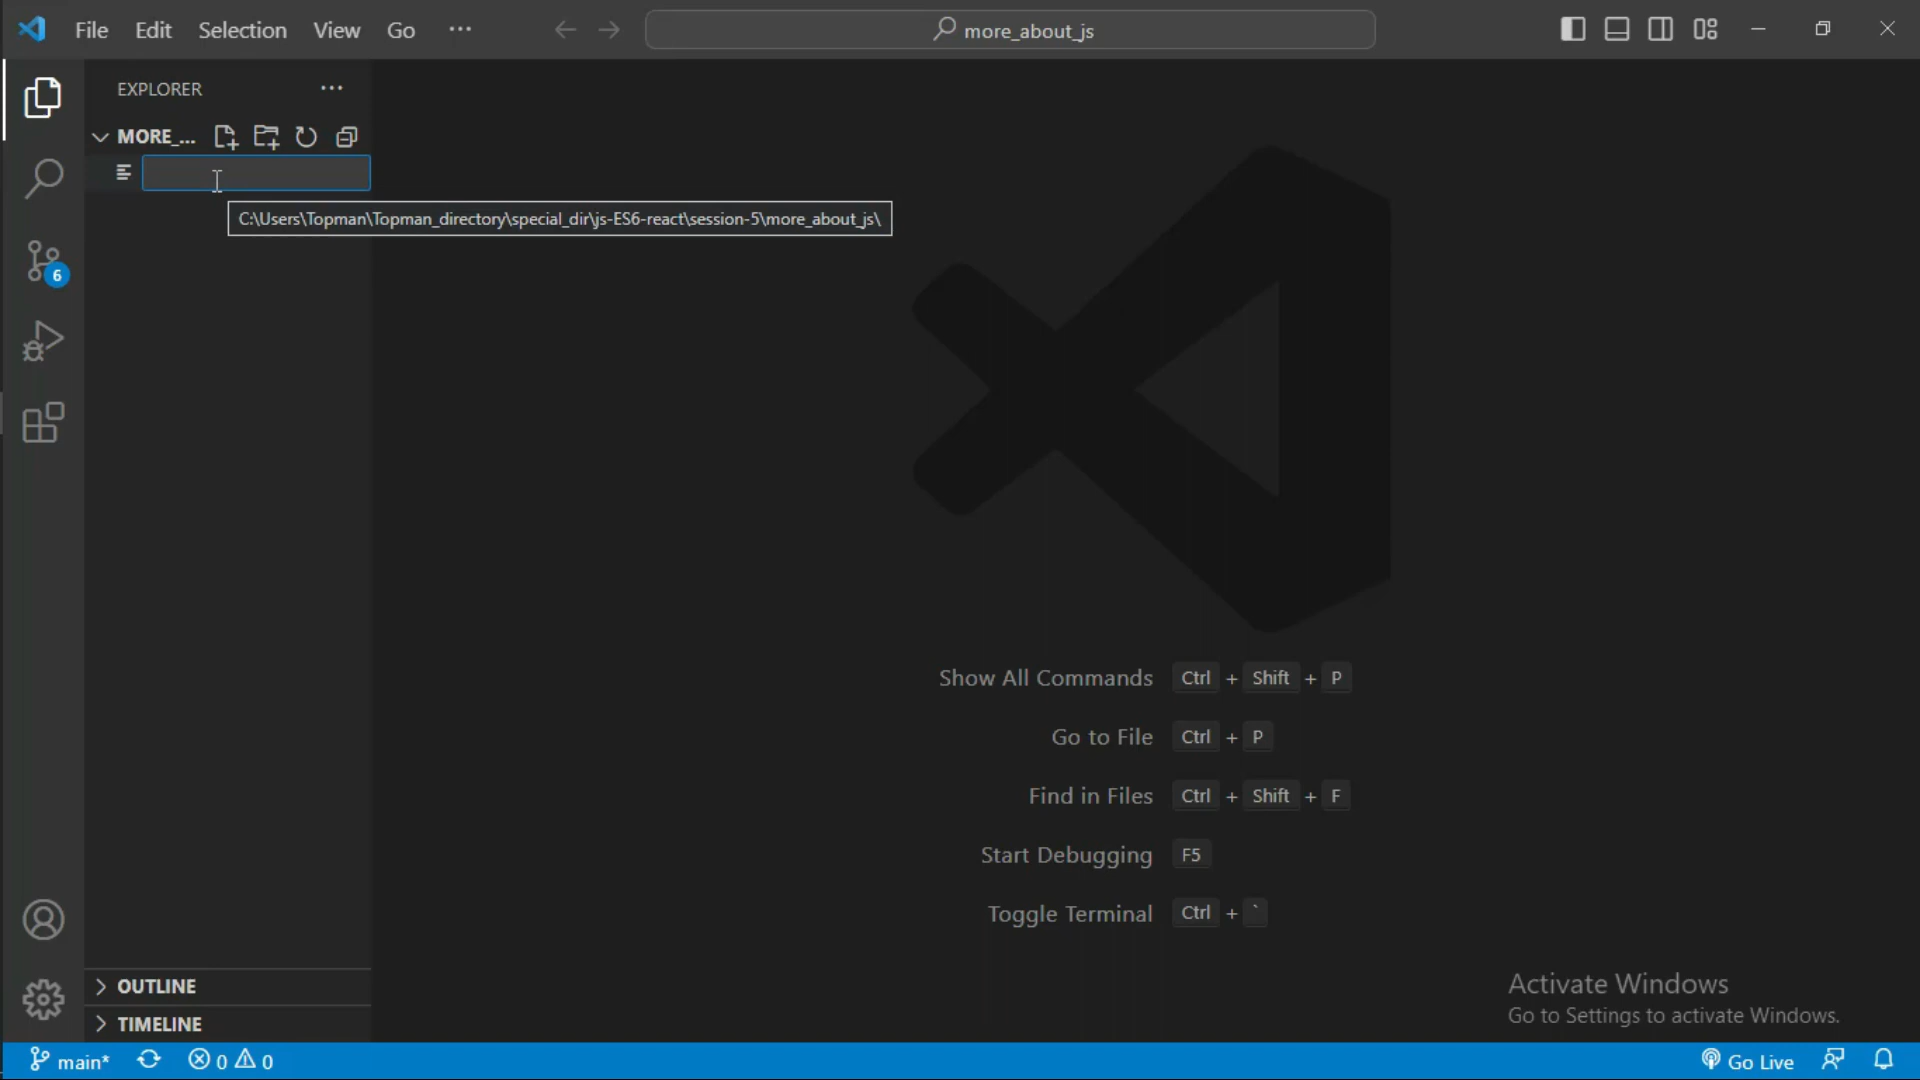 File Edit Selection View Go ··· more_about_js
EXPLORER ···
MORE_...
C:\Users\Topman\Topman_directory\special_dir\js-ES6-react\session-5\more_about_js\
6
Show All Commands Ctrl + Shift + P
Go to File Ctrl + P
Find in Files Ctrl + Shift + F
Start Debugging F5
Toggle Terminal Ctrl + `
OUTLINE
TIMELINE
Activate Windows
Go to Settings to activate Windows.
main* 0 0 Go Live